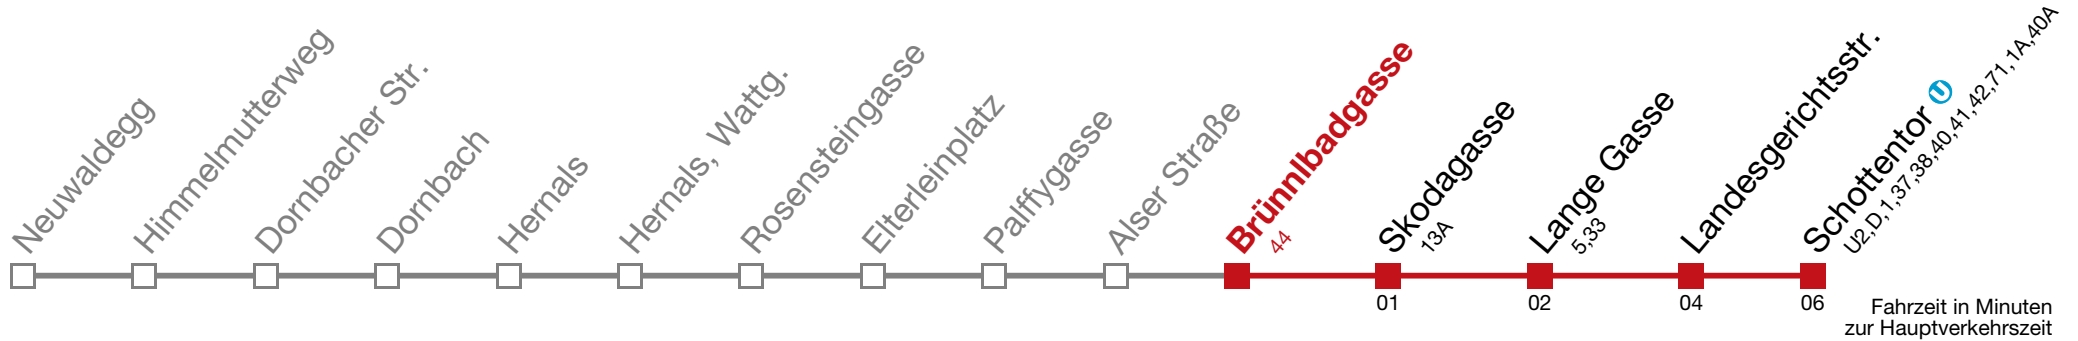 Neuwaldegg
Himmelmutterweg
Dornbacher Str.
Dornbach
Hernals
Hernals, Wattg.
Rosensteingasse
Elterleinplatz
Palffygasse
Alser Straße
Brünnlbadgasse
44
Skodagasse
13A
Lange Gasse
5,33
Landesgerichtsstr.
Schottentor U
U2,D,1,37,38,40,41,42,71,1A,40A
01
02
04
06
Fahrzeit in Minuten
zur Hauptverkehrszeit